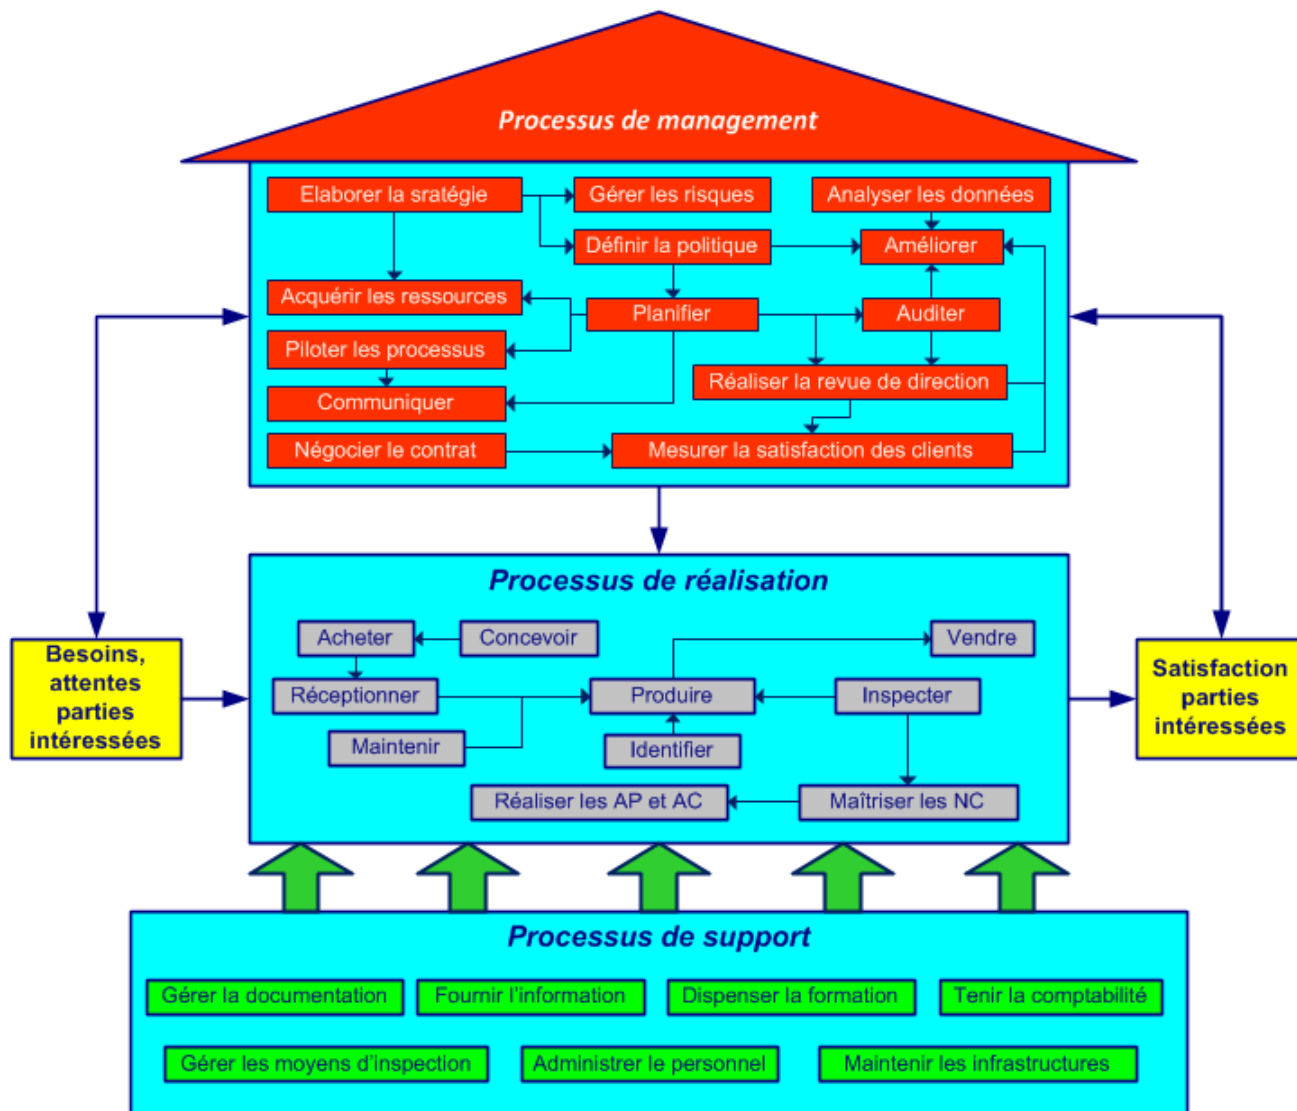 Processus de management
Elaborer la sratégie
Gérer les risques
Analyser les données
Définir la politique
Améliorer
Acquérir les ressources
Planifier
Auditer
Piloter les processus
Réaliser la revue de direction
Communiquer
Négocier le contrat
Mesurer la satisfaction des clients
Processus de réalisation
Acheter
Concevoir
Vendre
Besoins,
attentes
parties
intéressées
Réceptionner
Produire
Inspecter
Satisfaction
parties
intéressées
Maintenir
Identifier
Réaliser les AP et AC
Maîtriser les NC
Processus de support
Gérer la documentation
Fournir l'information
Dispenser la formation
Tenir la comptabilité
Gérer les moyens d'inspection
Administrer le personnel
Maintenir les infrastructures